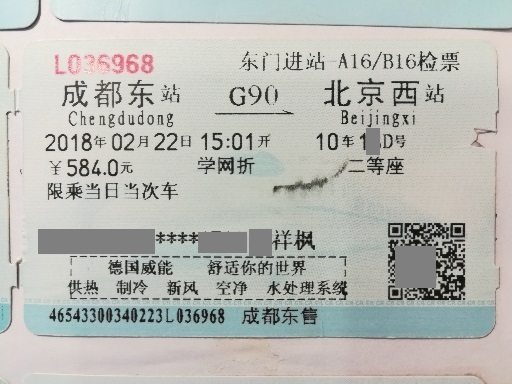 L036968 东门进站-A16/B16检票
成都东站 G90 北京西站
Chengdudong Beijingxi
2018年02月22日15:01开 10车1 D号
¥584.0元 学网折 二等座
限乘当日当次车
**** 祥枫
德国威能 舒适你的世界
供热 制冷 新风 空净 水处理系统
46543300340223L036968 成都东售